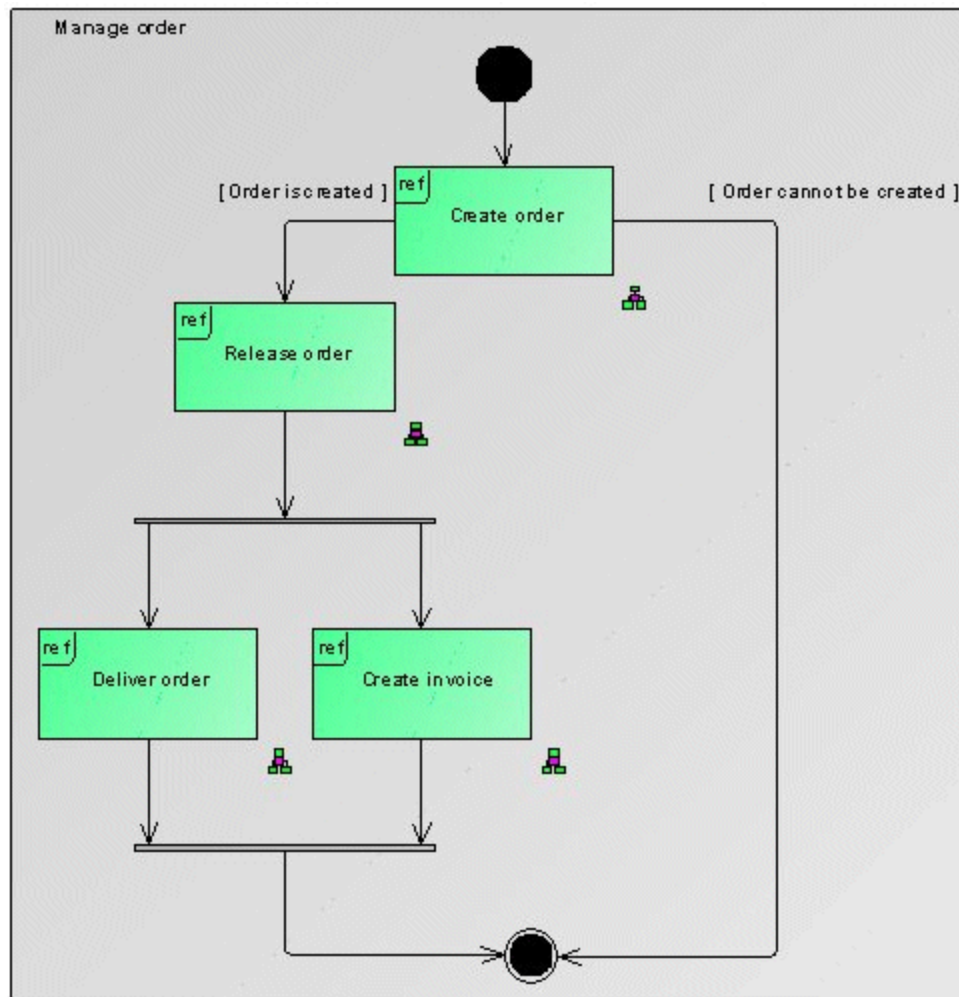 Manage order
[ Order is created ]
[ Order cannot be created ]
ref
Create order
ref
Release order
ref
Deliver order
ref
Create invoice